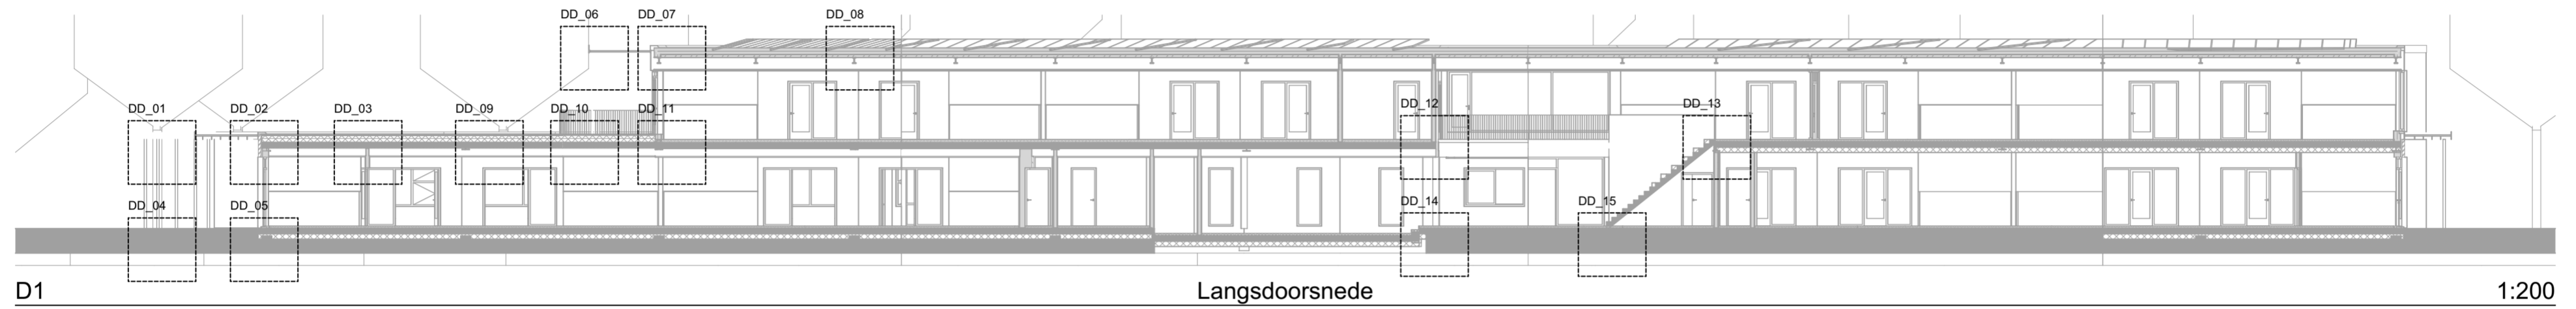 DD_06
DD_07
DD_08
DD_01
DD_02
DD_03
DD_09
DD_10
DD_11
DD_12
DD_13
DD_04
DD_05
DD_14
DD_15
D1
Langsdoorsnede
1:200